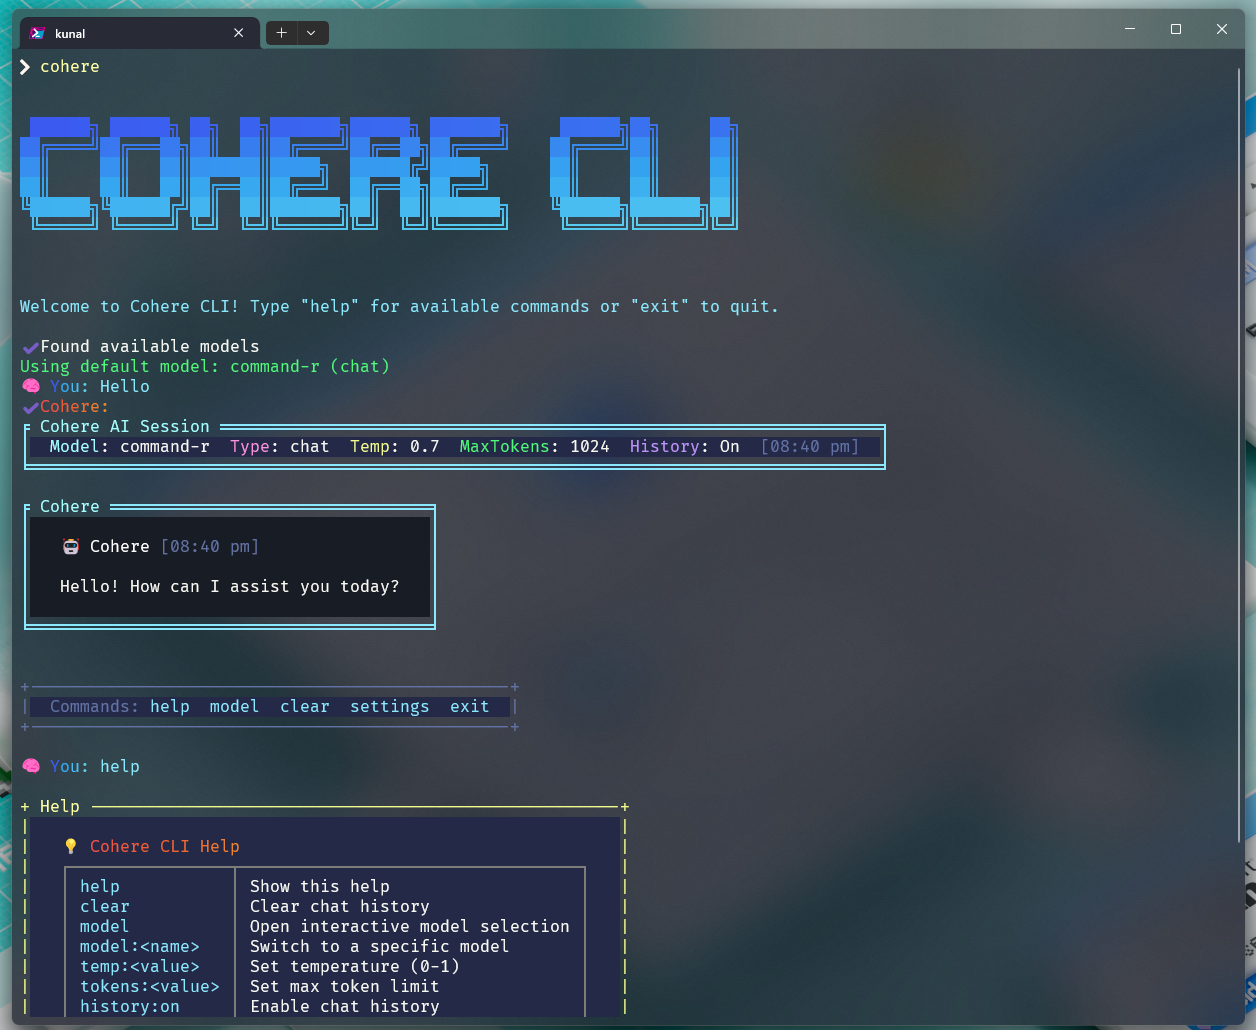 kunal
cohere
COHERE CLI
Welcome to Cohere CLI! Type "help" for available commands or "exit" to quit.
Found available models
Using default model: command-r (chat)
You: Hello
Cohere:
Cohere AI Session
Model: command-r Type: chat Temp: 0.7 MaxTokens: 1024 History: On [08:40 pm]
Cohere
Cohere [08:40 pm]
Hello! How can I assist you today?
Commands: help model clear settings exit
You: help
Help
Cohere CLI Help
help Show this help
clear Clear chat history
model Open interactive model selection
model:<name> Switch to a specific model
temp:<value> Set temperature (0-1)
tokens:<value> Set max token limit
history:on Enable chat history